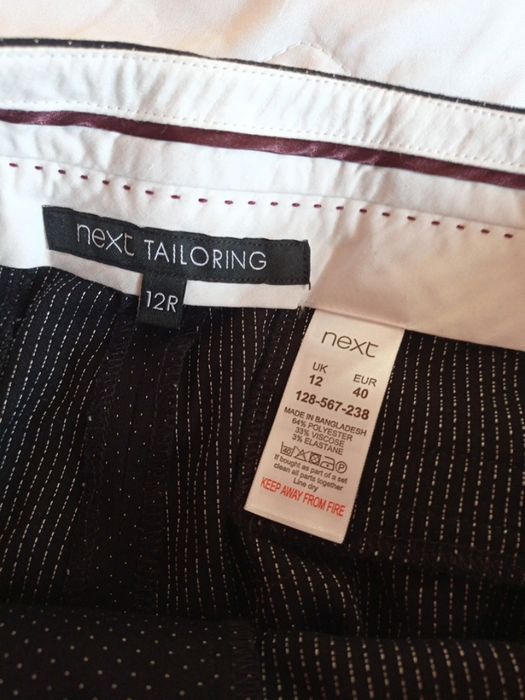 next TAILORING
12R
next
UK EUR
12 40
128-567-238
MADE IN BANGLADESH
64% POLYESTER
33% VISCOSE
3% ELASTANE
If bought as part of a set
clean all parts together
Line dry
KEEP AWAY FROM FIRE